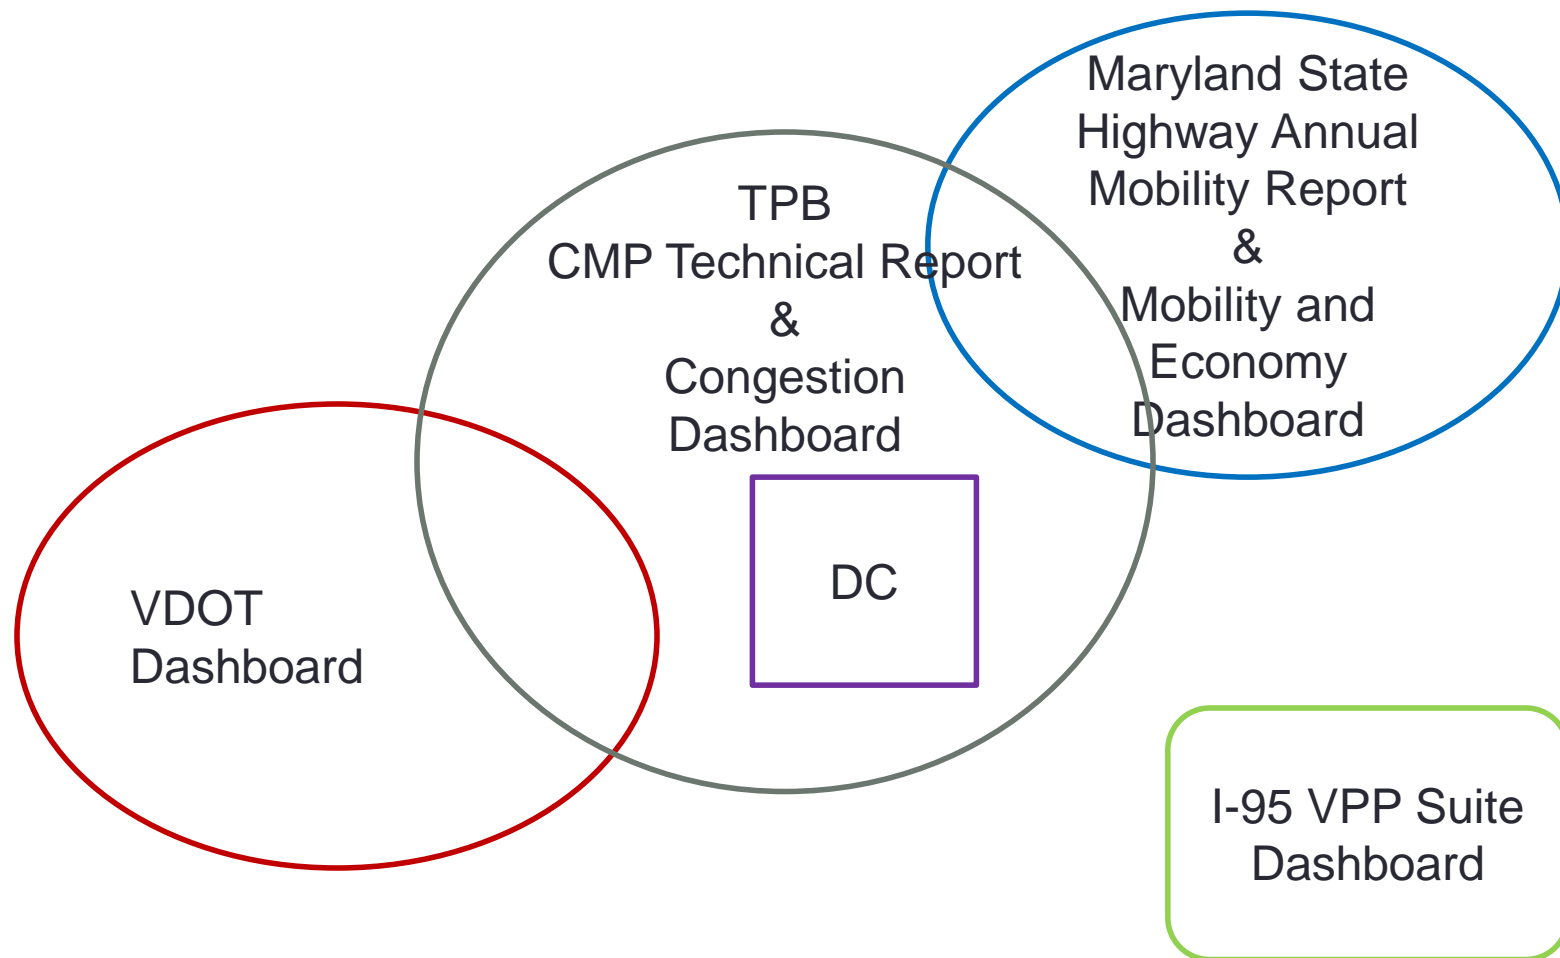 Maryland State
Highway Annual
Mobility Report
&
Mobility and
Economy
Dashboard
TPB
CMP Technical Report
&
Congestion
Dashboard
DC
VDOT
Dashboard
I-95 VPP Suite
Dashboard